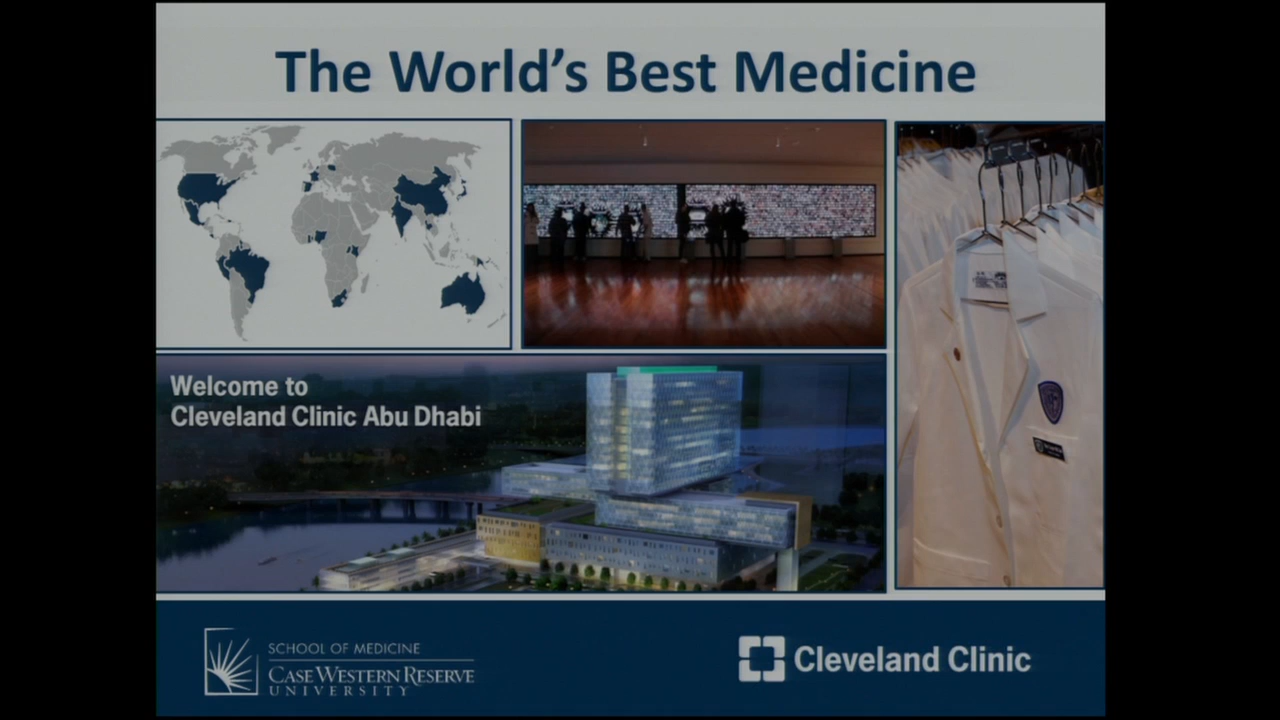 The World's Best Medicine
Welcome to
Cleveland Clinic Abu Dhabi
SCHOOL OF MEDICINE
CASE WESTERN RESERVE
UNIVERSITY
Cleveland Clinic